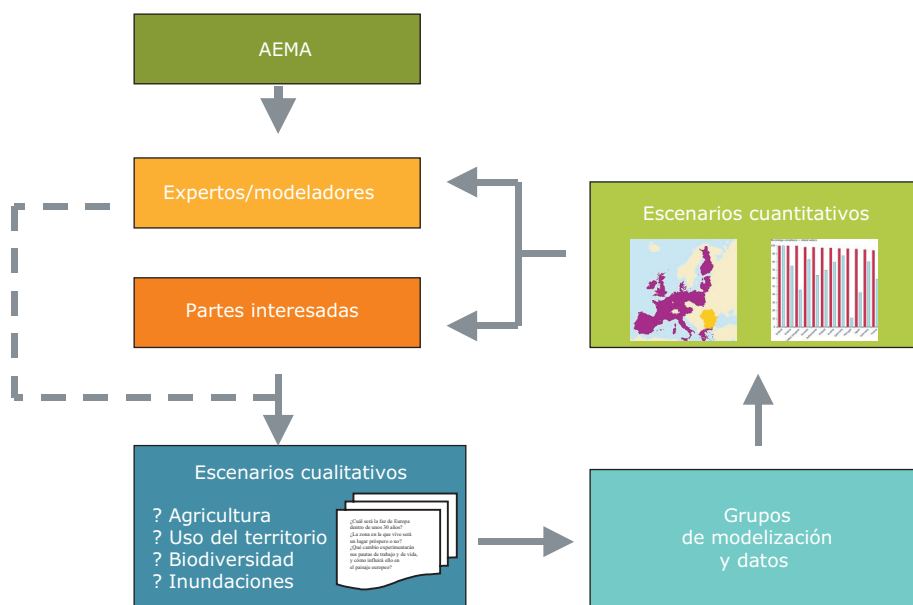 AEMA
Expertos/modeladores
Escenarios cuantitativos
Partes interesadas
Escenarios cualitativos
? Agricultura
? Uso del territorio
? Biodiversidad
? Inundaciones
¿Cuál será la faz de Europa
dentro de unos 30 años?
¿La zona en la que vive será
un lugar próspero o no?
¿Qué cambio experimentarán
sus pautas de trabajo y de vida,
y cómo influirá ello en
el paisaje europeo?
Grupos
de modelización
y datos